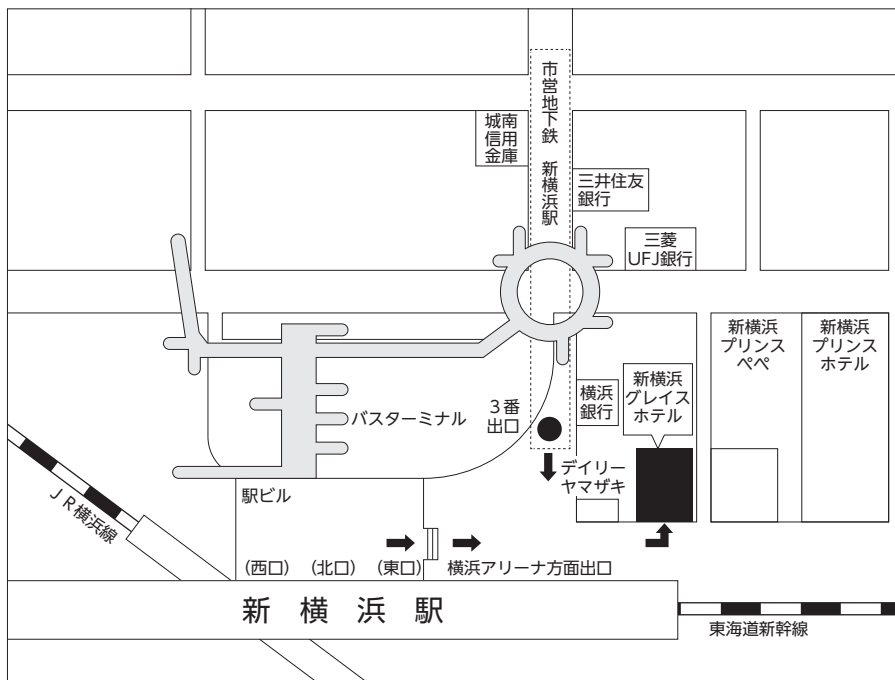 市営地下鉄 新横浜駅
城南
信用
金庫
三井住友
銀行
三菱
UFJ銀行
新横浜
プリンス
ペペ
新横浜
プリンス
ホテル
新横浜
グレイス
ホテル
横浜
銀行
3番
出口
バスターミナル
デイリー
ヤマザキ
駅ビル
JR横浜線
(西口) (北口) (東口) 横浜アリーナ方面出口
新横浜駅
東海道新幹線